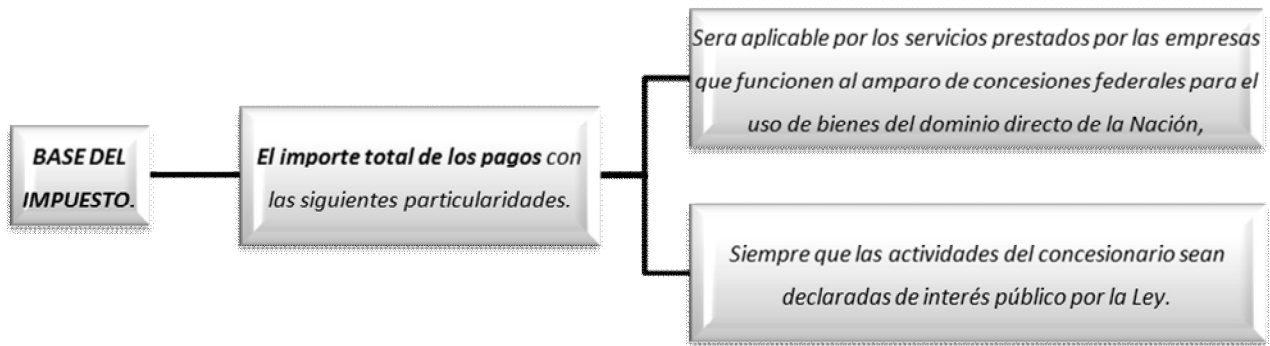 BASE DEL
IMPUESTO.
El importe total de los pagos con
las siguientes particularidades.
Sera aplicable por los servicios prestados por las empresas
que funcionen al amparo de concesiones federales para el
uso de bienes del dominio directo de la Nación,
Siempre que las actividades del concesionario sean
declaradas de interés público por la Ley.